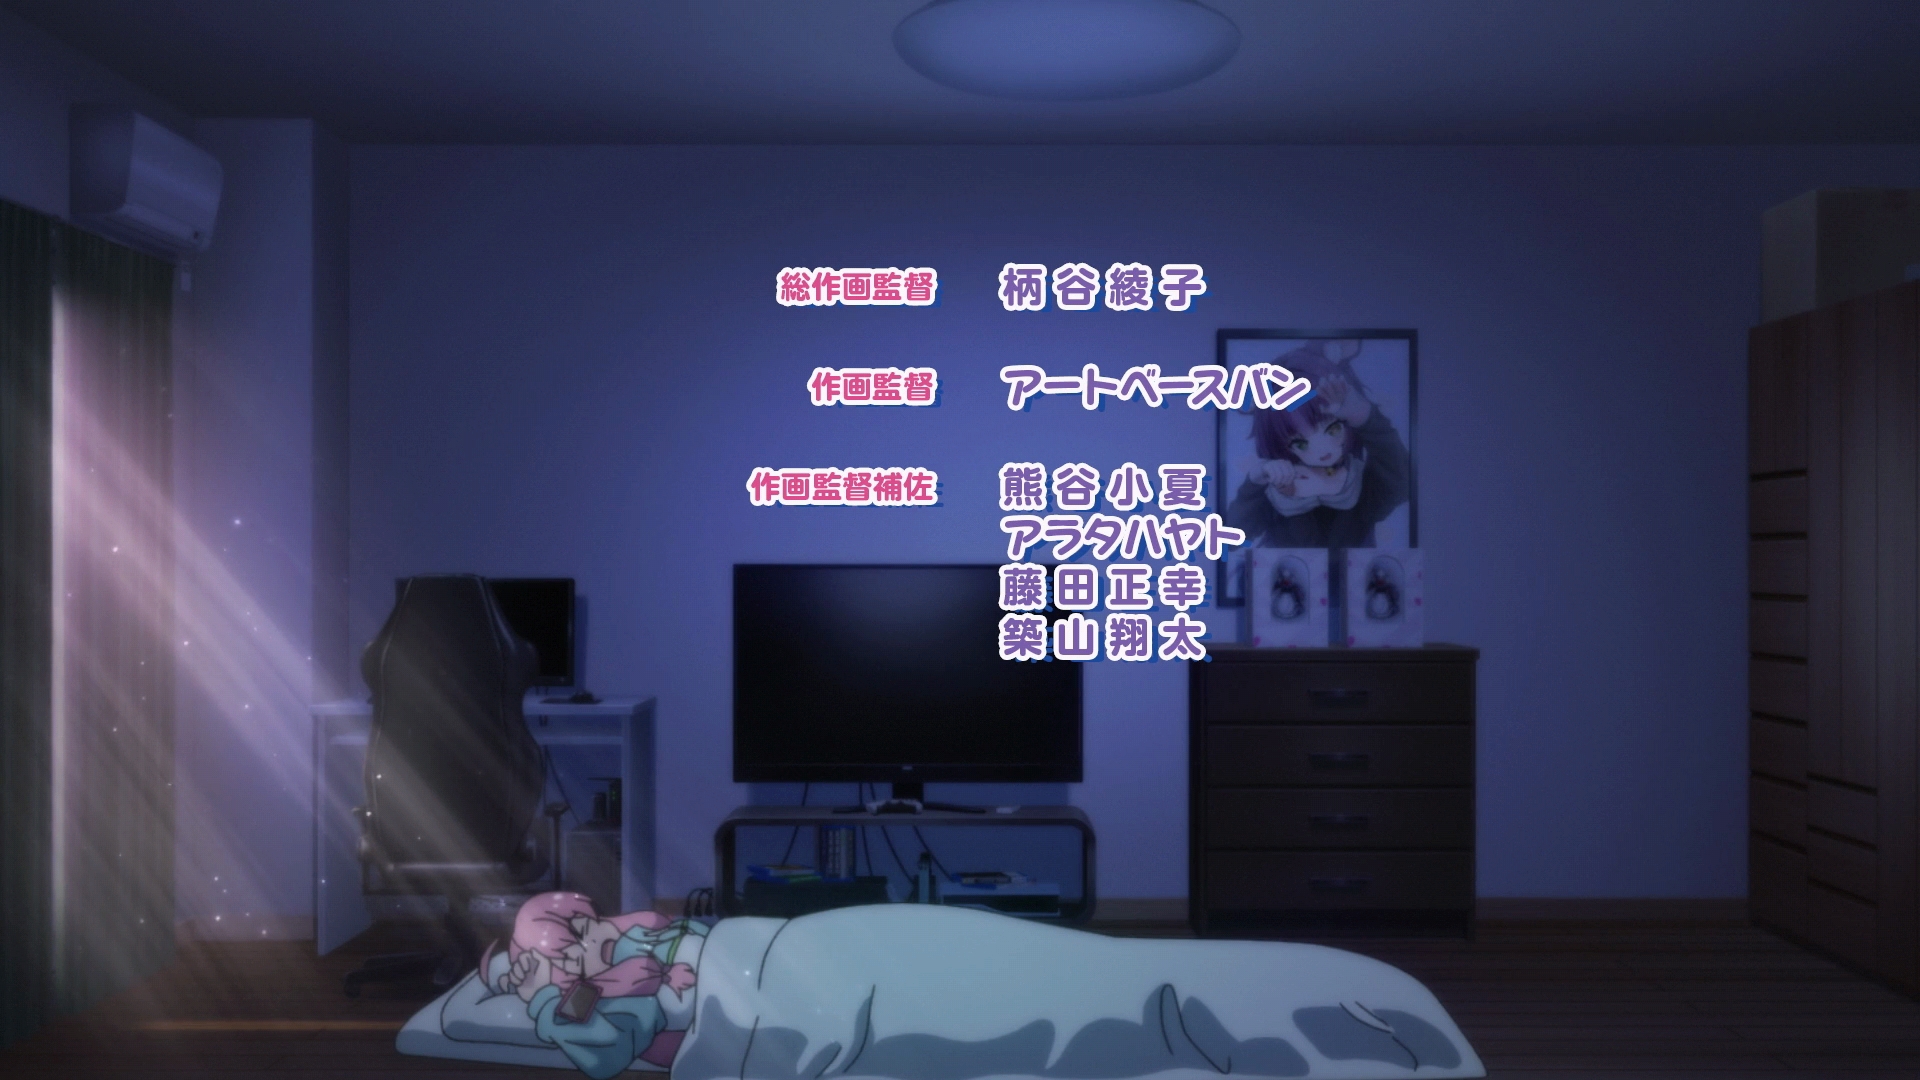 総作画監督 柄谷綾子
作画監督 アートベースバン
作画監督補佐 熊谷小夏
アラタハヤト
藤田正幸
築山翔太